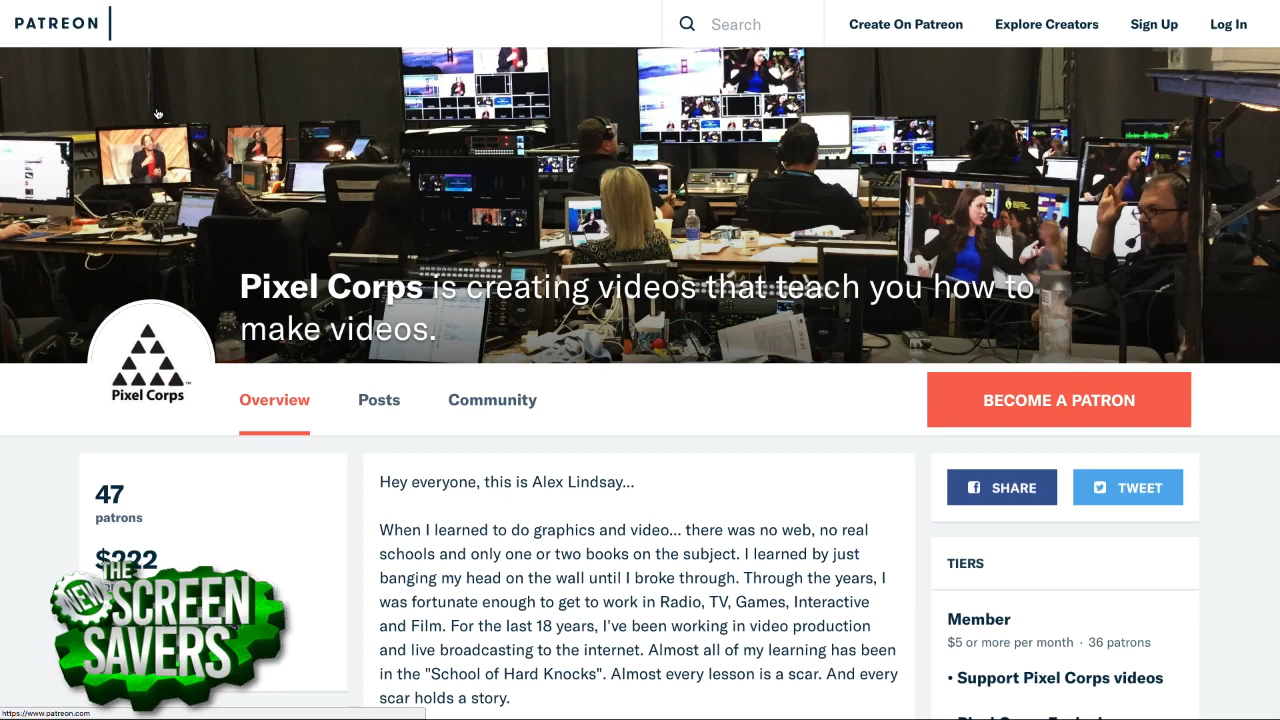 PATREON
Search
Create On Patreon
Explore Creators
Sign Up
Log In
Pixel Corps is creating videos that teach you how to
make videos.
Pixel Corps
Overview
Posts
Community
BECOME A PATRON
47
patrons
$222
THE
NEW
SCREEN
SAVERS
Hey everyone, this is Alex Lindsay...
When I learned to do graphics and video... there was no web, no real
schools and only one or two books on the subject. I learned by just
banging my head on the wall until I broke through. Through the years, I
was fortunate enough to get to work in Radio, TV, Games, Interactive
and Film. For the last 18 years, I've been working in video production
and live broadcasting to the internet. Almost all of my learning has been
in the "School of Hard Knocks". Almost every lesson is a scar. And every
scar holds a story.
SHARE
TWEET
TIERS
Member
$5 or more per month · 36 patrons
• Support Pixel Corps videos
https://www.patreon.com